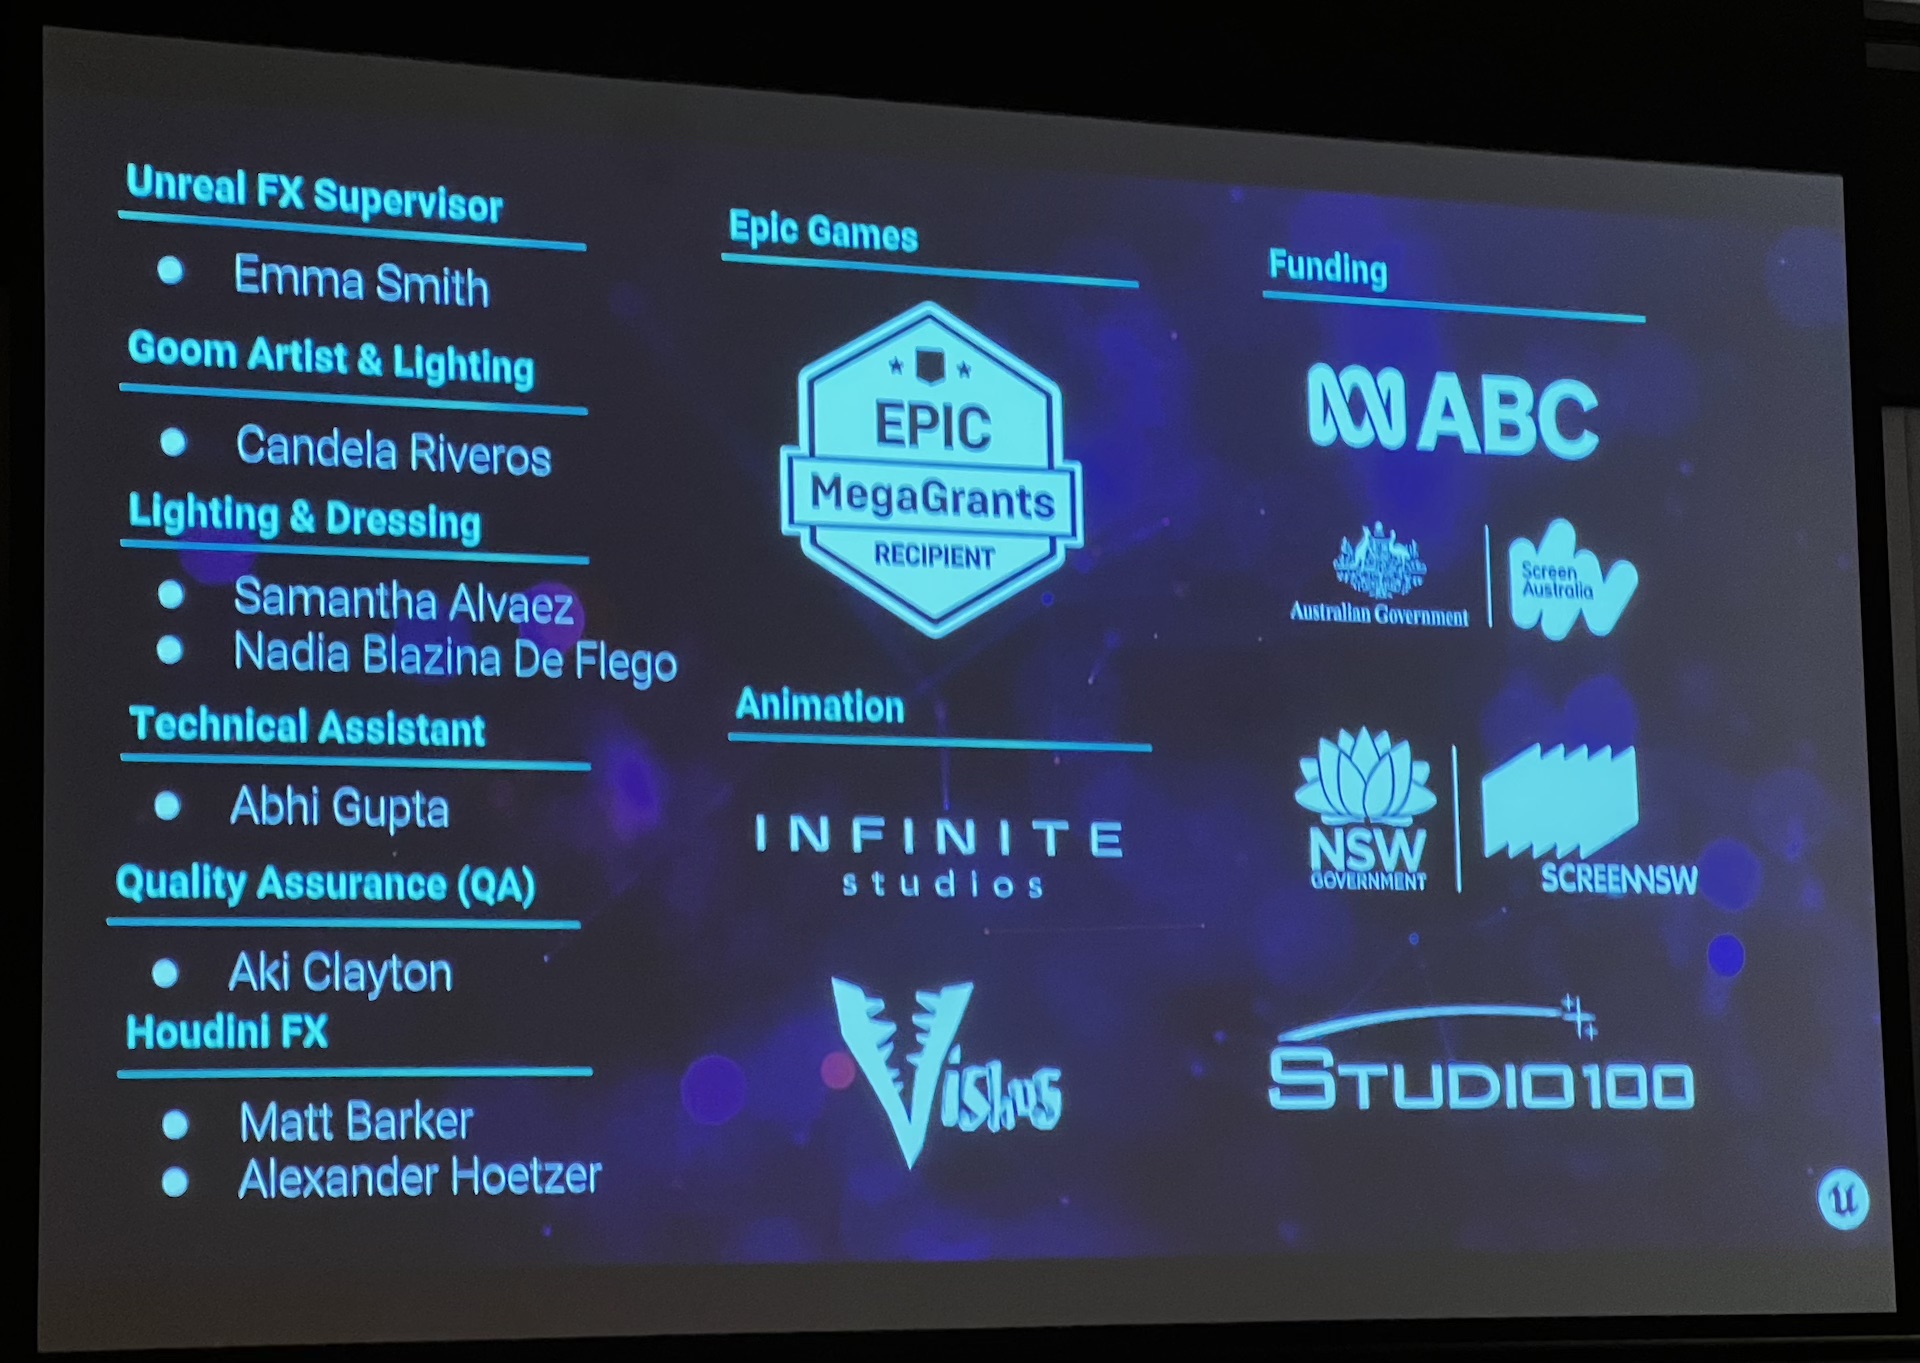 Unreal FX Supervisor
Emma Smith
Goom Artist & Lighting
Candela Riveros
Lighting & Dressing
Samantha Alvaez
Nadia Blazina De Flego
Technical Assistant
Abhi Gupta
Quality Assurance (QA)
Aki Clayton
Houdini FX
Matt Barker
Alexander Hoetzer
Epic Games
EPIC
MegaGrants
RECIPIENT
Animation
INFINITE
studios
Vishus
Funding
ABC
Australian Government
Screen
Australia
NSW
GOVERNMENT
SCREENNSW
STUDIO100